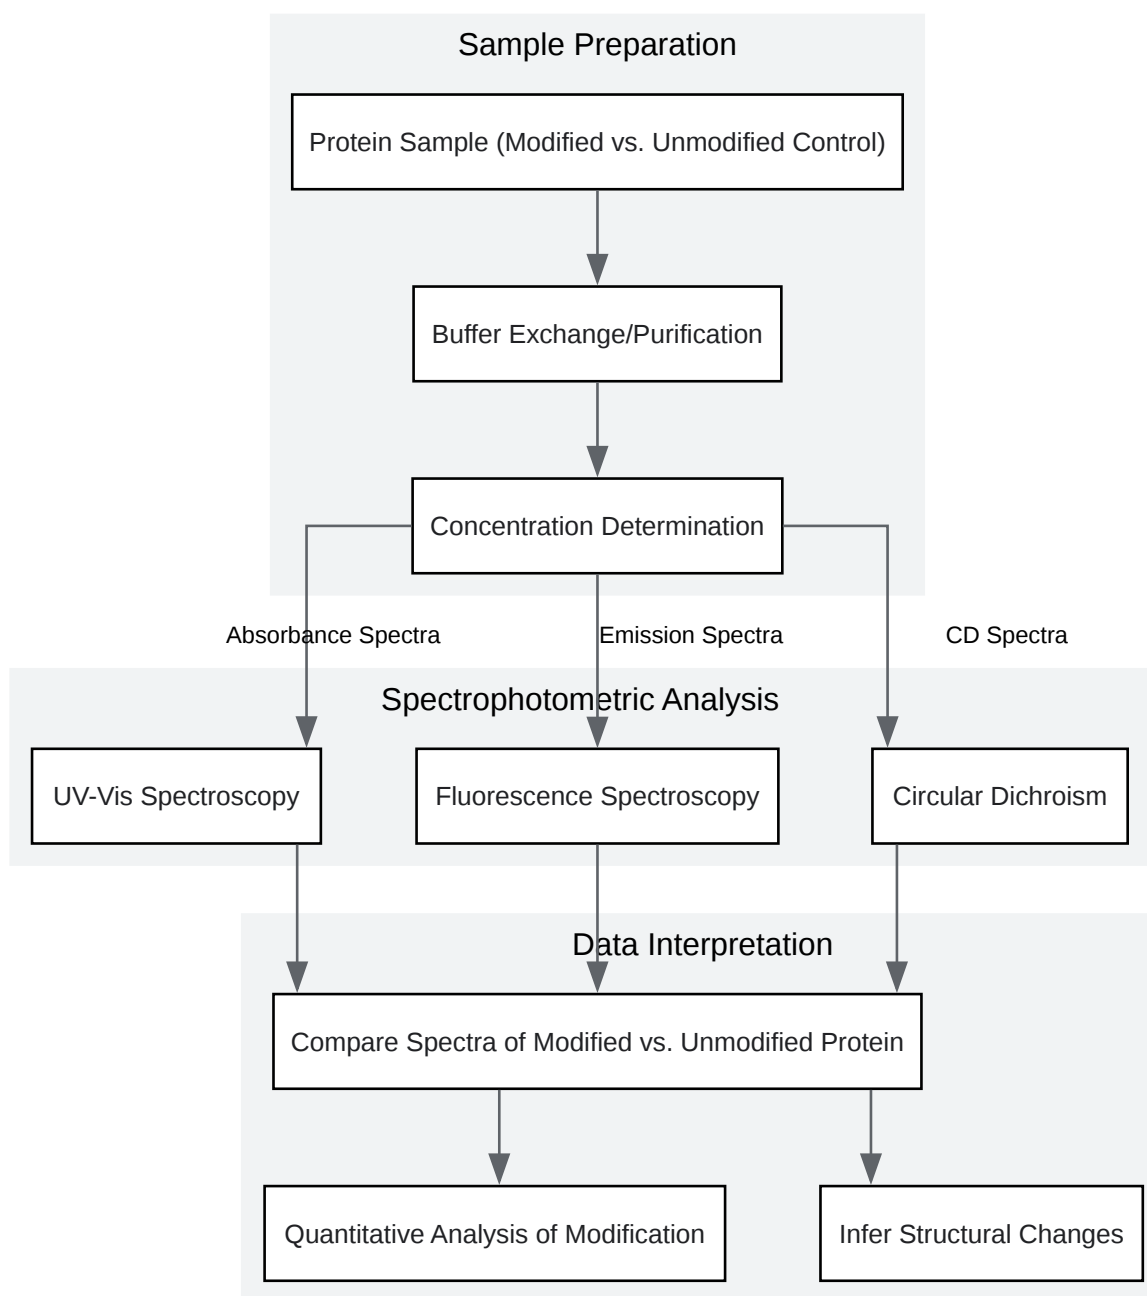 Sample Preparation
Protein Sample (Modified vs. Unmodified Control)
Buffer Exchange/Purification
Concentration Determination
Absorbance Spectra
Emission Spectra
CD Spectra
Spectrophotometric Analysis
UV-Vis Spectroscopy
Fluorescence Spectroscopy
Circular Dichroism
Data Interpretation
Compare Spectra of Modified vs. Unmodified Protein
Quantitative Analysis of Modification
Infer Structural Changes